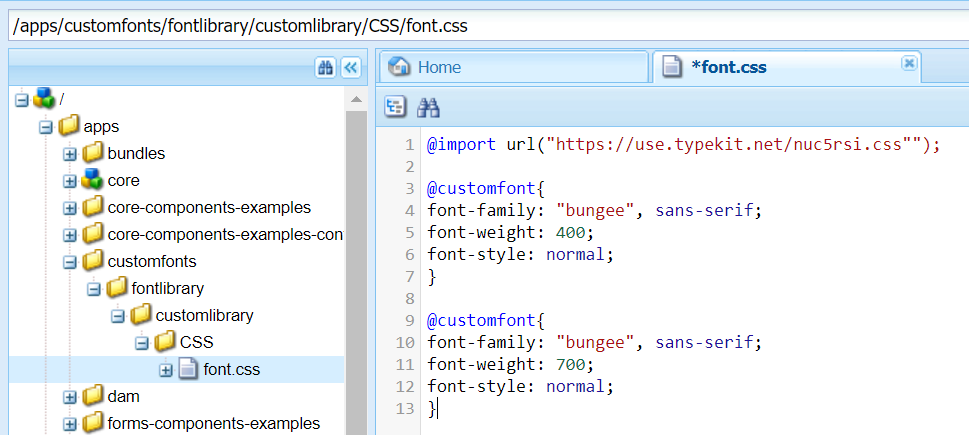 /apps/customfonts/fontlibrary/customlibrary/CSS/font.css
/
apps
bundles
core
core-components-examples
core-components-examples-con
customfonts
fontlibrary
customlibrary
CSS
font.css
dam
forms-components-examples
Home
*font.css
1 @import url("https://use.typekit.net/nuc5rsi.css"");
2
3 @customfont{
4 font-family: "bungee", sans-serif;
5 font-weight: 400;
6 font-style: normal;
7 }
8
9 @customfont{
10 font-family: "bungee", sans-serif;
11 font-weight: 700;
12 font-style: normal;
13 }